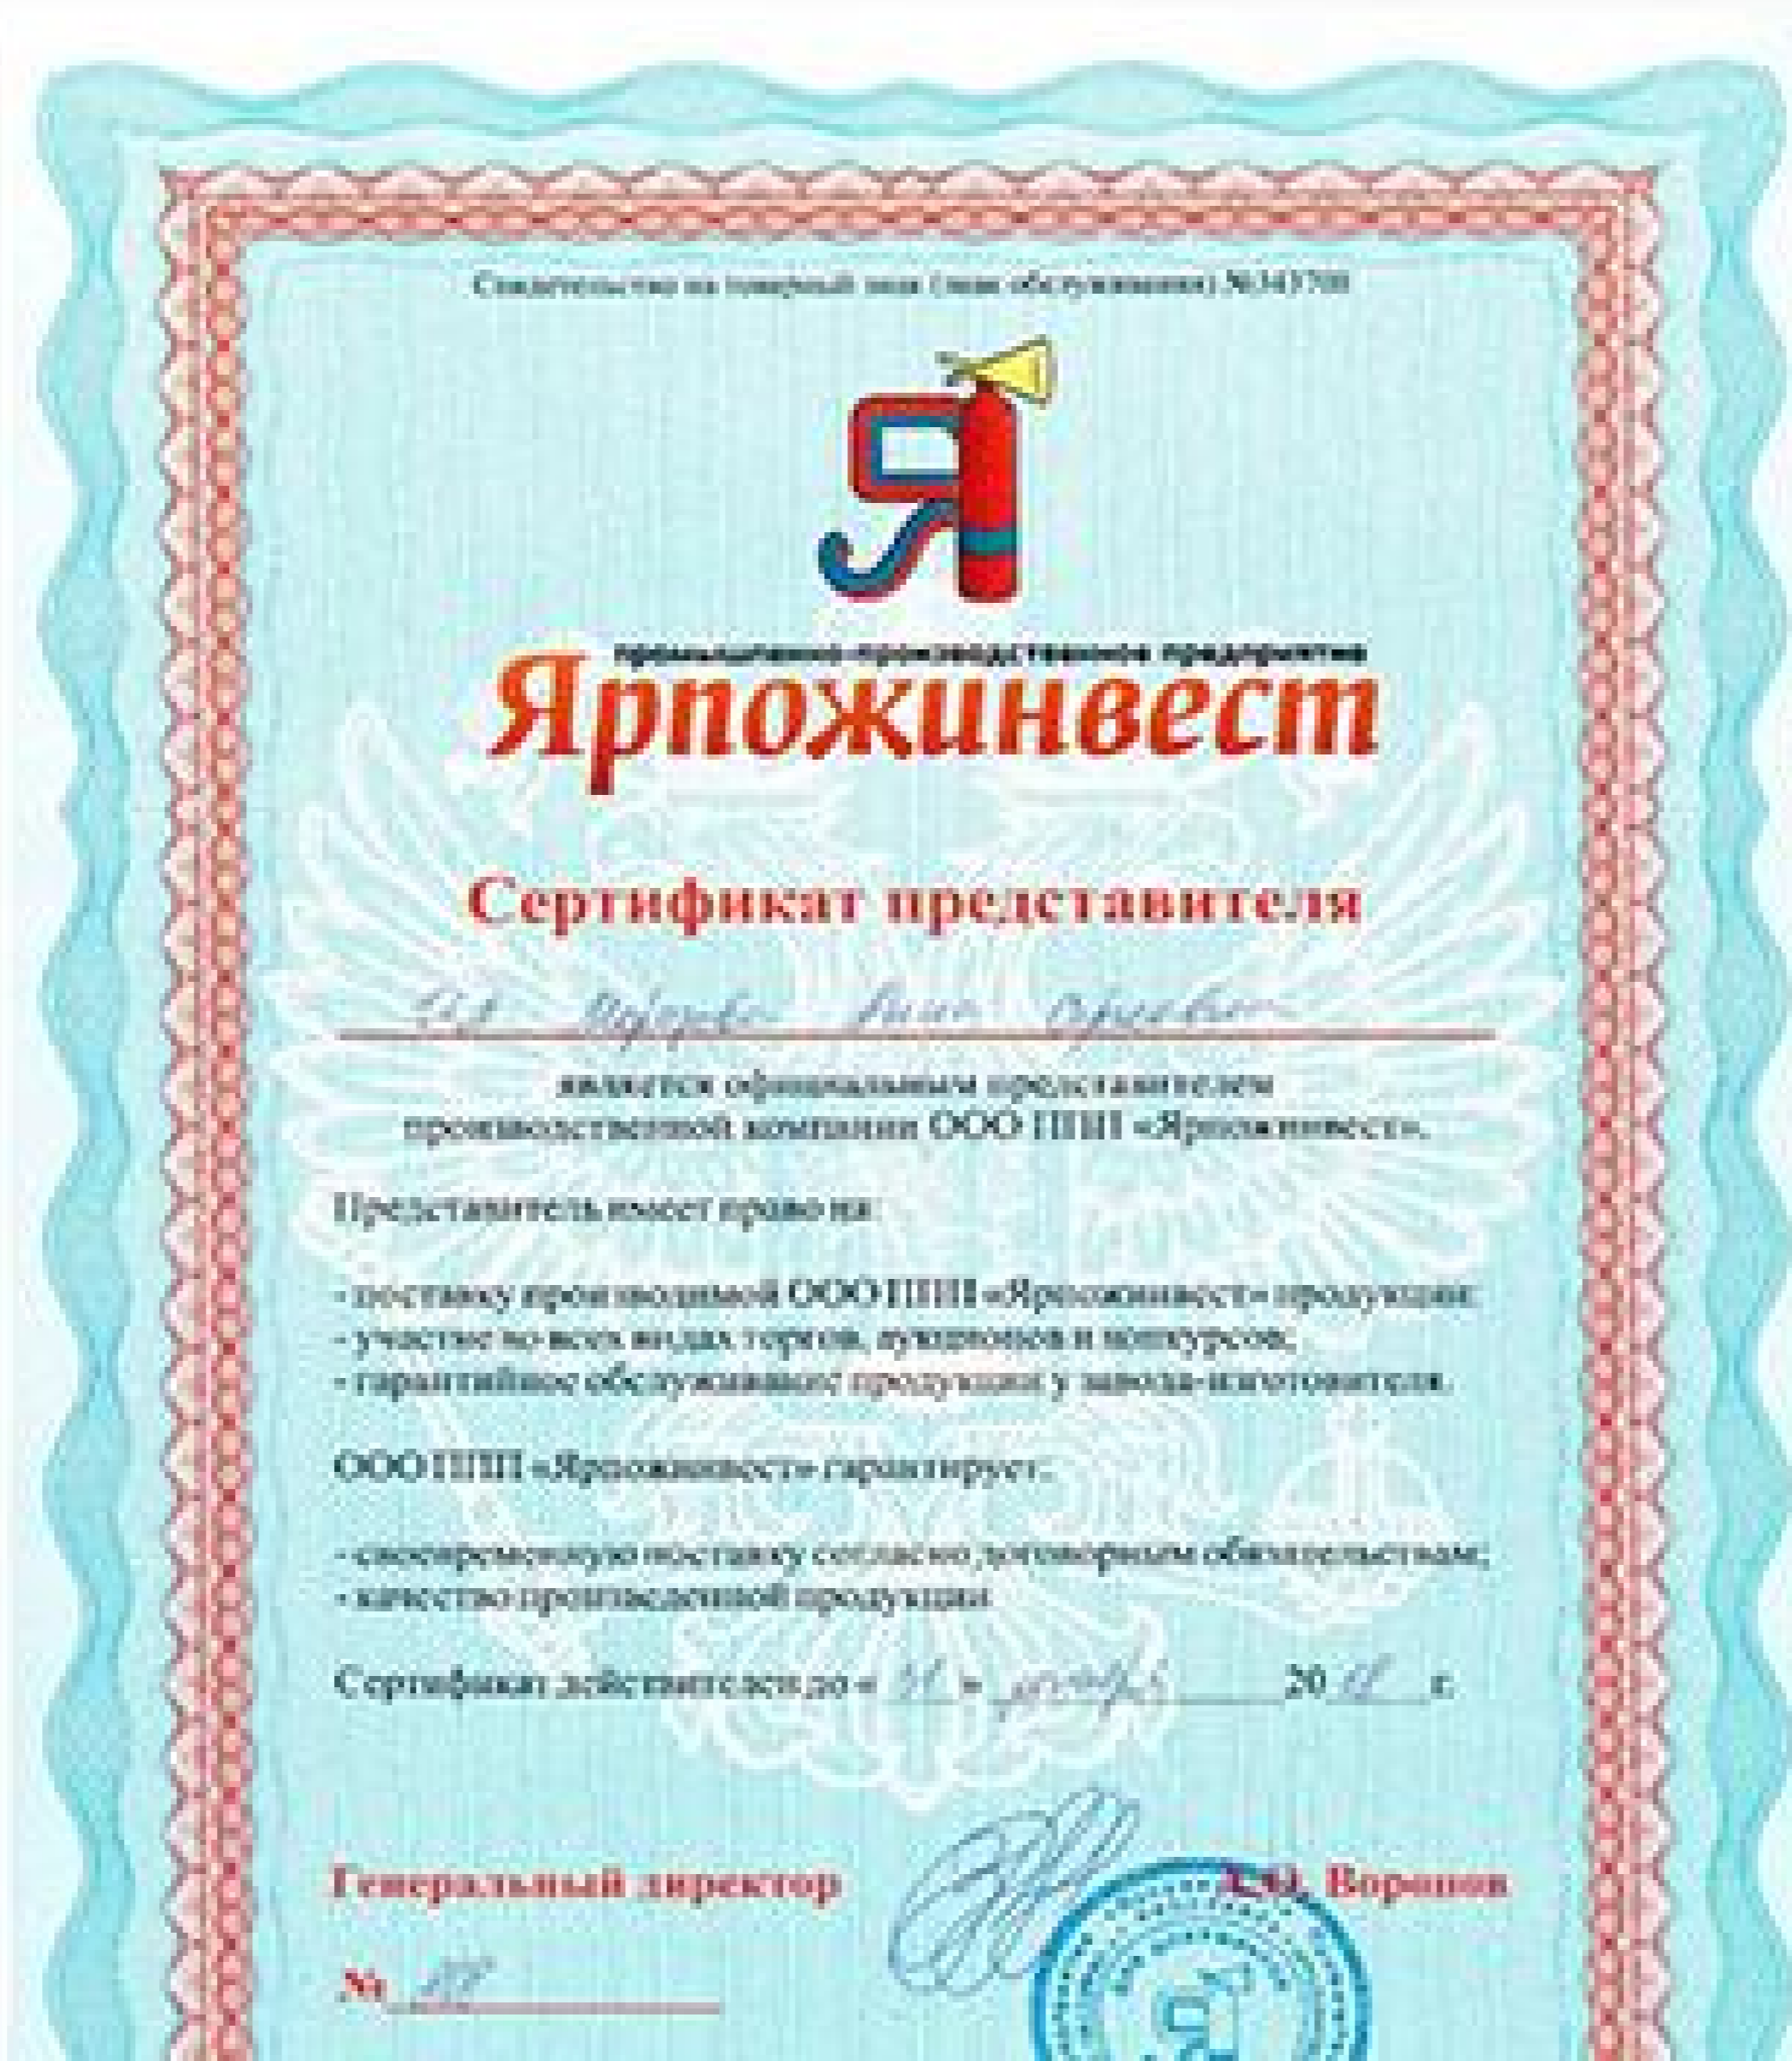 Свидетельство на товарный знак (знак обслуживания) №343700
Я
промышленно-производственное предприятие
Ярпожинвест
Сертификат представителя
является официальным представителем
производственной компании ООО ППП «Ярпожинвест».
Представитель имеет право на:
- поставку производимой ООО ППП «Ярпожинвест» продукции;
- участие во всех видах торгов, аукционов и конкурсов;
- гарантийное обслуживание продукции у завода-изготовителя.
ООО ППП «Ярпожинвест» гарантирует:
- своевременную поставку согласно договорным обязательствам;
- качество произведенной продукции
Сертификат действителен до « 31 » декабря 20 г.
Генеральный директор Воронов
№